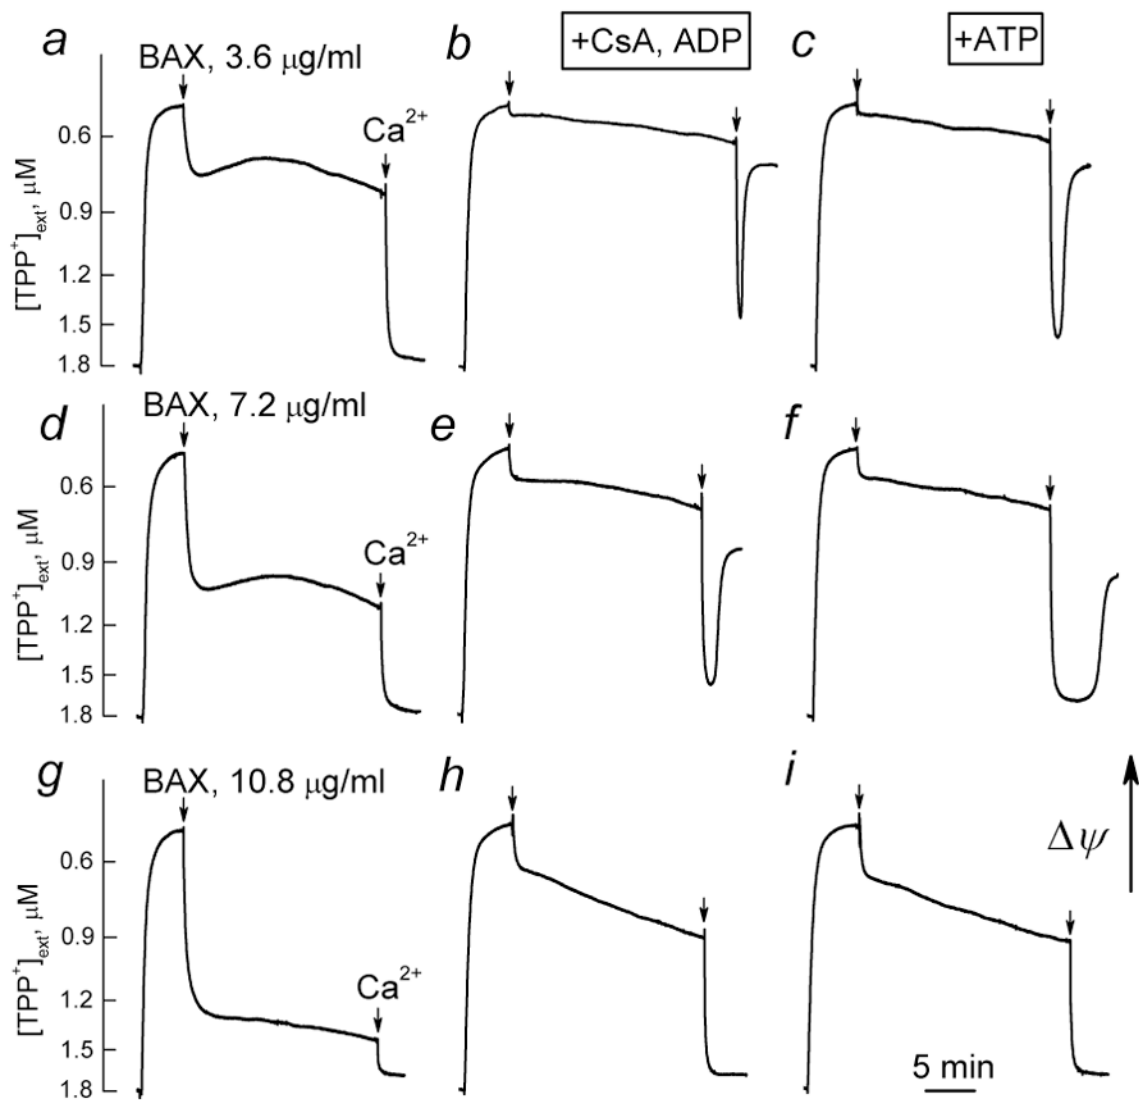 a
BAX, 3.6 μg/ml
b
+CsA, ADP
c
+ATP
Ca²⁺
[TPP⁺]ext, μM
0.6
0.9
1.2
1.5
1.8
d
BAX, 7.2 μg/ml
e
f
Ca²⁺
[TPP⁺]ext, μM
0.6
0.9
1.2
1.5
1.8
g
BAX, 10.8 μg/ml
h
i
Δψ
Ca²⁺
[TPP⁺]ext, μM
0.6
0.9
1.2
1.5
1.8
5 min